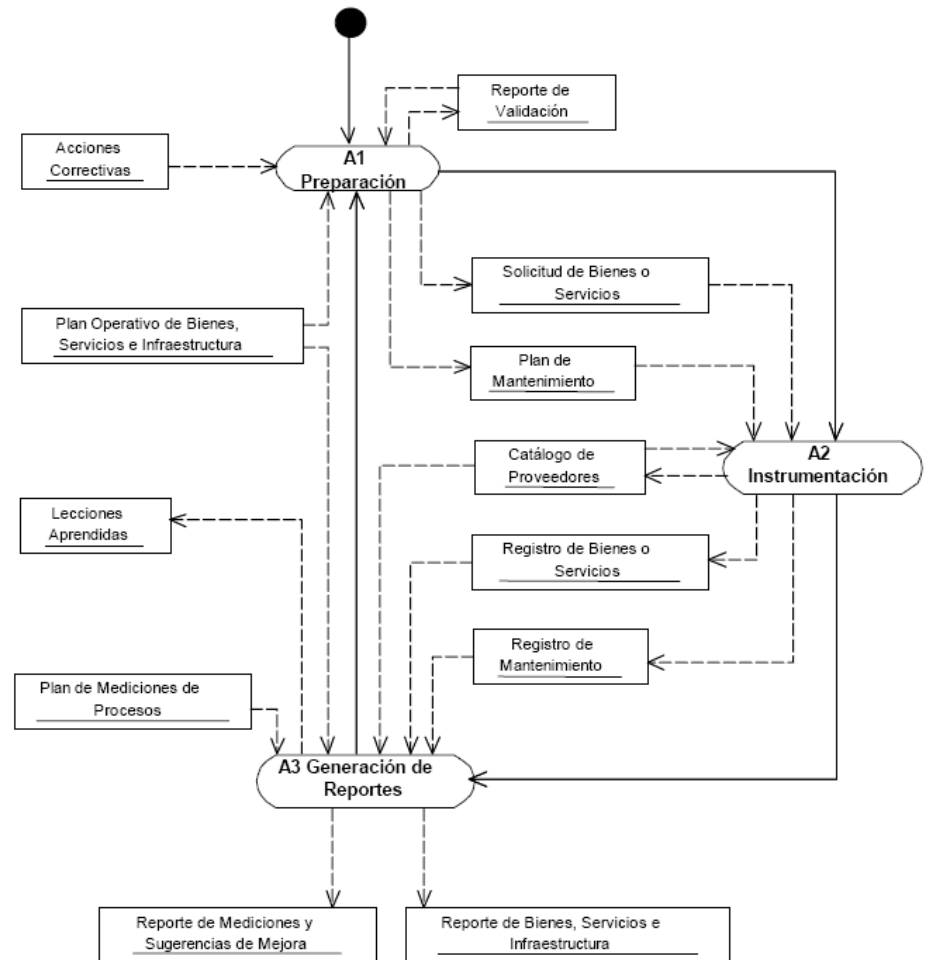 Reporte de
Validación
Acciones
Correctivas
A1
Preparación
Solicitud de Bienes o
Servicios
Plan Operativo de Bienes,
Servicios e Infraestructura
Plan de
Mantenimiento
Catálogo de
Proveedores
A2
Instrumentación
Lecciones
Aprendidas
Registro de Bienes o
Servicios
Registro de
Mantenimiento
Plan de Mediciones de
Procesos
A3 Generación de
Reportes
Reporte de Mediciones y
Sugerencias de Mejora
Reporte de Bienes, Servicios e
Infraestructura